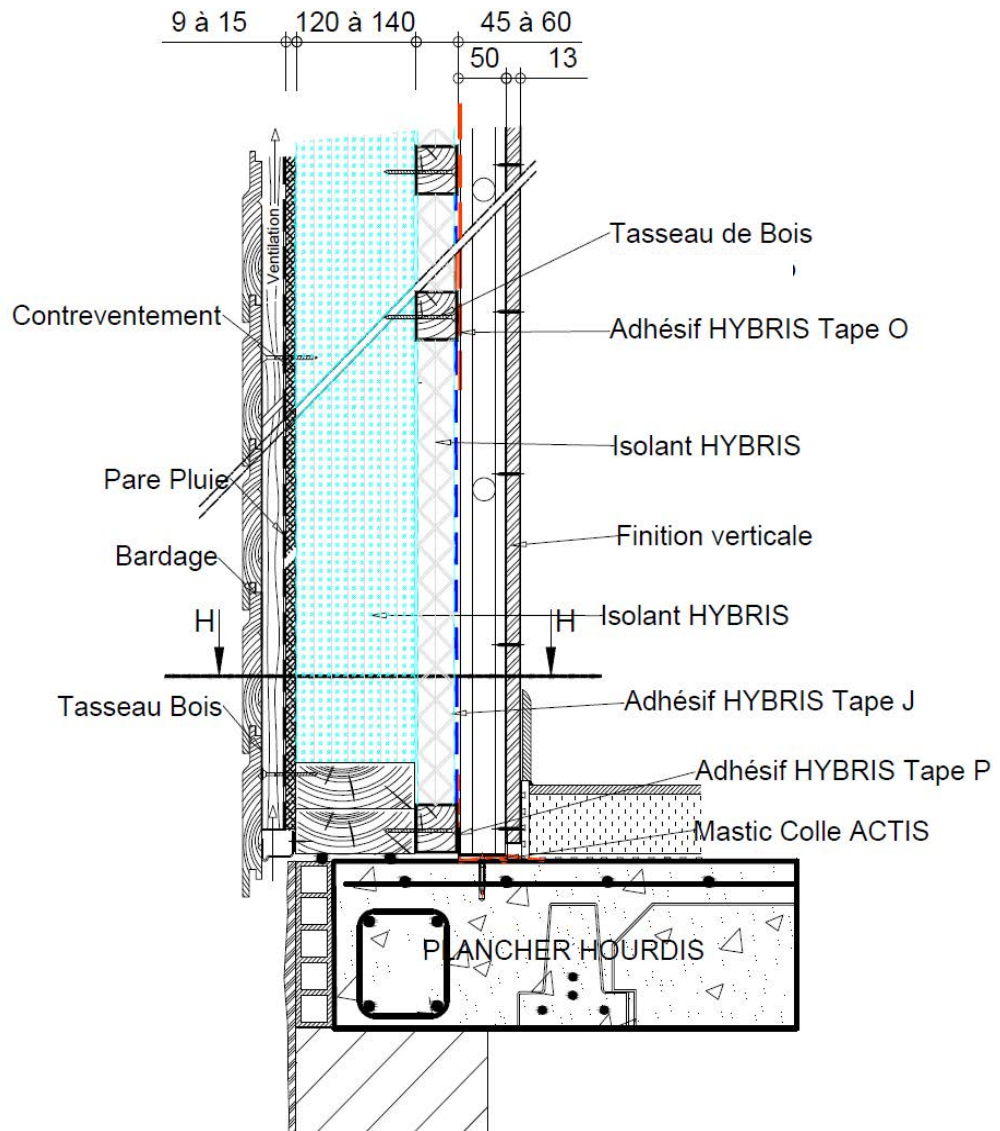 9 à 15
120 à 140
45 à 60
50
13
Ventilation
Tasseau de Bois
Contreventement
Adhésif HYBRIS Tape O
Isolant HYBRIS
Pare Pluie
Finition verticale
Bardage
H
H
Isolant HYBRIS
Tasseau Bois
Adhésif HYBRIS Tape J
Adhésif HYBRIS Tape P
Mastic Colle ACTIS
PLANCHER HOURDIS